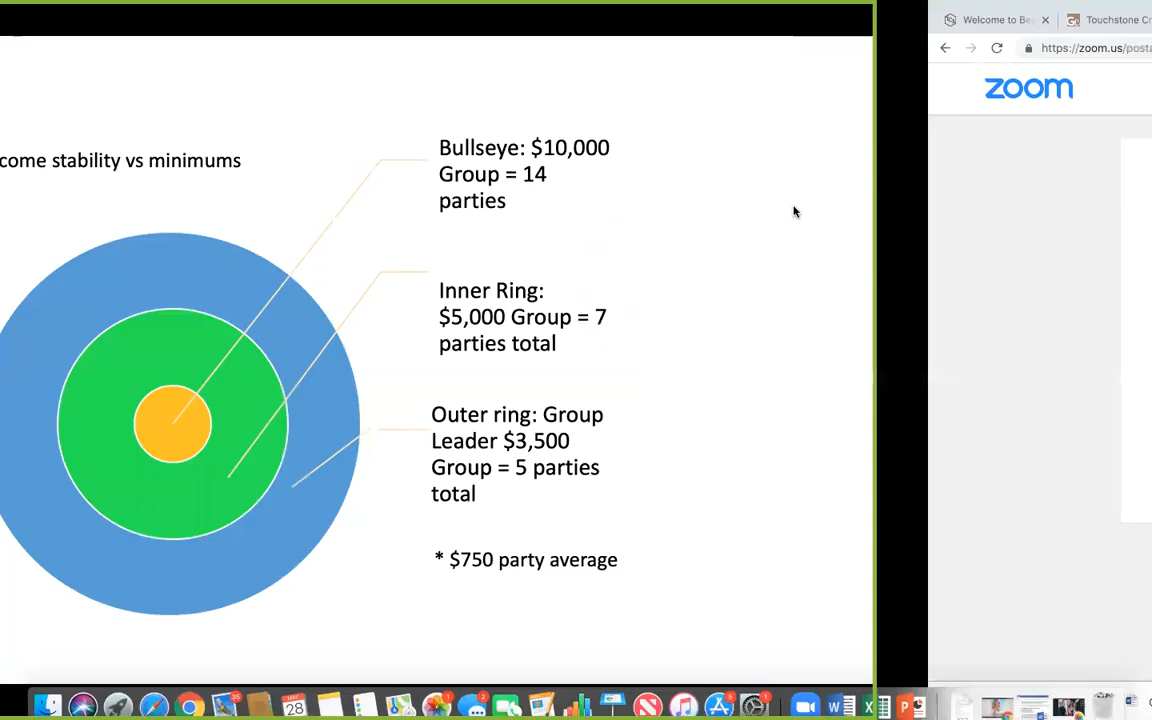 Welcome to Be
Touchstone Cr
https://zoom.us/posta
zoom
come stability vs minimums
Bullseye: $10,000
Group = 14
parties
Inner Ring:
$5,000 Group = 7
parties total
Outer ring: Group
Leader $3,500
Group = 5 parties
total
* $750 party average
28